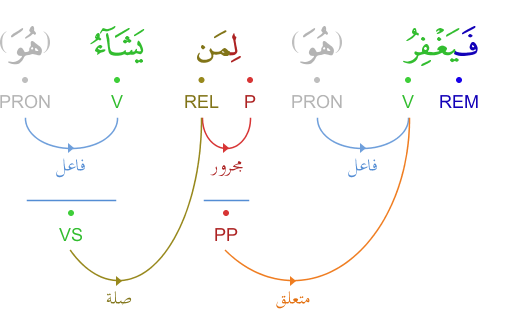 فَيَغْفِرُ (هُوَ) لِمَن يَشَآءُ (هُوَ)
REM V PRON P REL V PRON
فاعل مجرور فاعل
PP VS
متعلق صلة